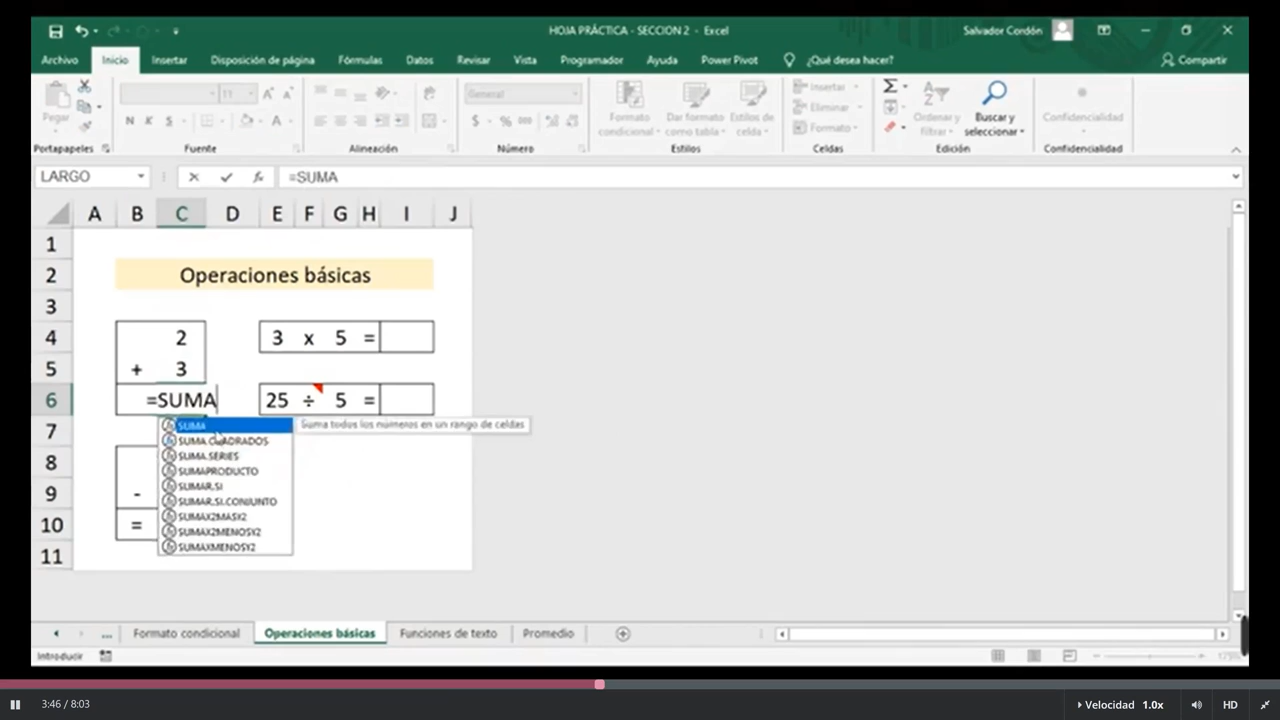 HOJA PRÁCTICA - SECCION 2 - Excel
Salvador Cordón
Archivo Inicio Insertar Disposición de página Fórmulas Datos Revisar Vista Programador Ayuda Power Pivot ¿Qué desea hacer? Compartir
Pegar
11
General
Formato condicional
Dar formato como tabla
Estilos de celda
Insertar
Eliminar
Formato
Ordenar y filtrar
Buscar y seleccionar
Confidencialidad
N K S
$ % 000
Portapapeles Fuente Alineación Número Estilos Celdas Edición Confidencialidad
LARGO fx =SUMA
A B C D E F G H I J
1
2 Operaciones básicas
3
4 2 3 x 5 =
5 + 3
6 =SUMA 25 ÷ 5 =
7 SUMA Suma todos los números en un rango de celdas
SUMA.CUADRADOS
8 SUMA.SERIES
SUMAPRODUCTO
SUMAR.SI
9 - SUMAR.SI.CONJUNTO
10 = SUMAX2MASY2
SUMAX2MENOSY2
11 SUMAXMENOSY2
... Formato condicional Operaciones básicas Funciones de texto Promedio
Introducir
3:46 / 8:03 Velocidad 1.0x HD